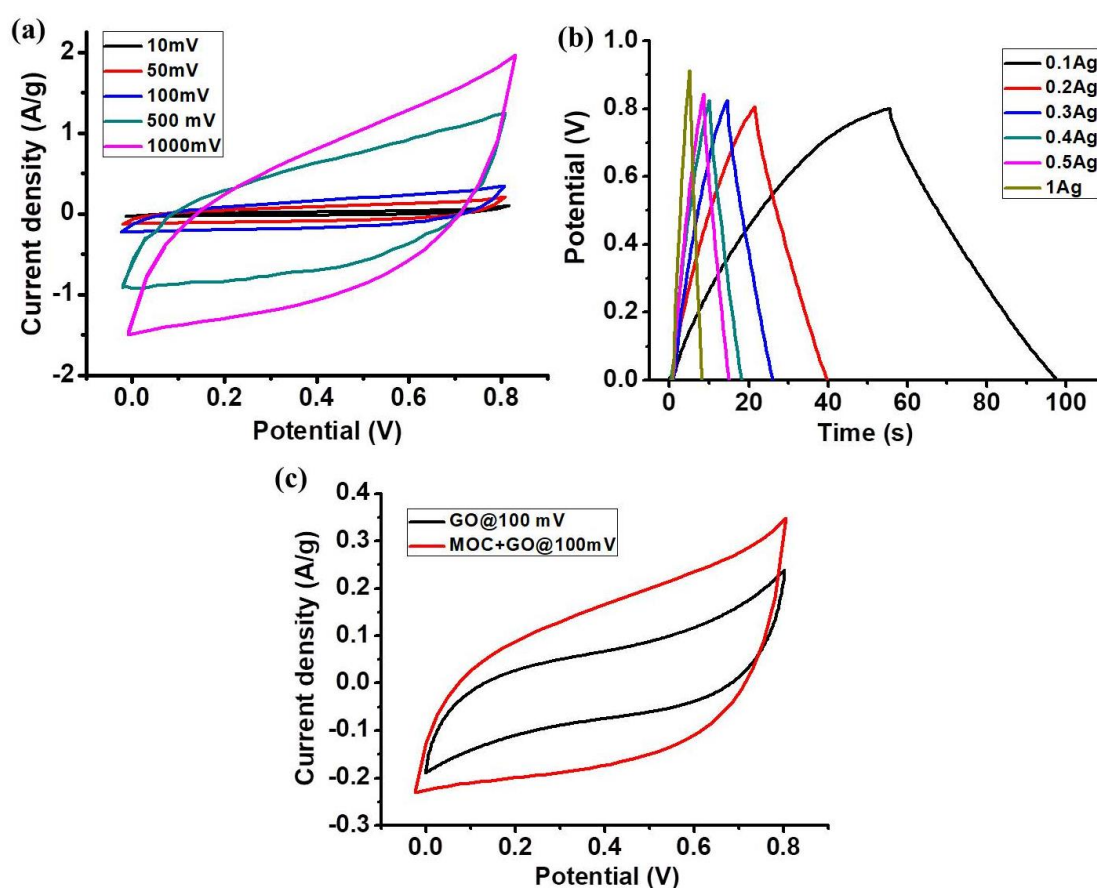 (a)
10mV
50mV
100mV
500 mV
1000mV
2
1
0
-1
-2
Current density (A/g)
0.0 0.2 0.4 0.6 0.8
Potential (V)
(b)
0.1Ag
0.2Ag
0.3Ag
0.4Ag
0.5Ag
1Ag
1.0
0.8
0.6
0.4
0.2
0.0
Potential (V)
0 20 40 60 80 100
Time (s)
(c)
GO@100 mV
MOC+GO@100mV
0.4
0.3
0.2
0.1
0.0
-0.1
-0.2
-0.3
Current density (A/g)
0.0 0.2 0.4 0.6 0.8
Potential (V)